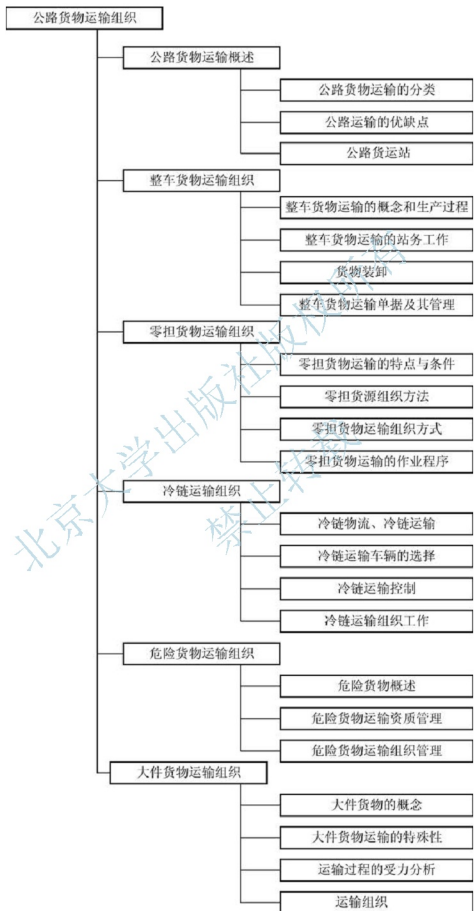 公路货物运输组织
公路货物运输概述
公路货物运输的分类
公路运输的优缺点
公路货运站
整车货物运输组织
整车货物运输的概念和生产过程
整车货物运输的站务工作
货物装卸
整车货物运输单据及其管理
零担货物运输组织
零担货物运输的特点与条件
零担货源组织方法
零担货物运输组织方式
零担货物运输的作业程序
冷链运输组织
冷链物流、冷链运输
冷链运输车辆的选择
冷链运输控制
冷链运输组织工作
危险货物运输组织
危险货物概述
危险货物运输资质管理
危险货物运输组织管理
大件货物运输组织
大件货物的概念
大件货物运输的特殊性
运输过程的受力分析
运输组织
北京大学出版社版权所有
禁止转载